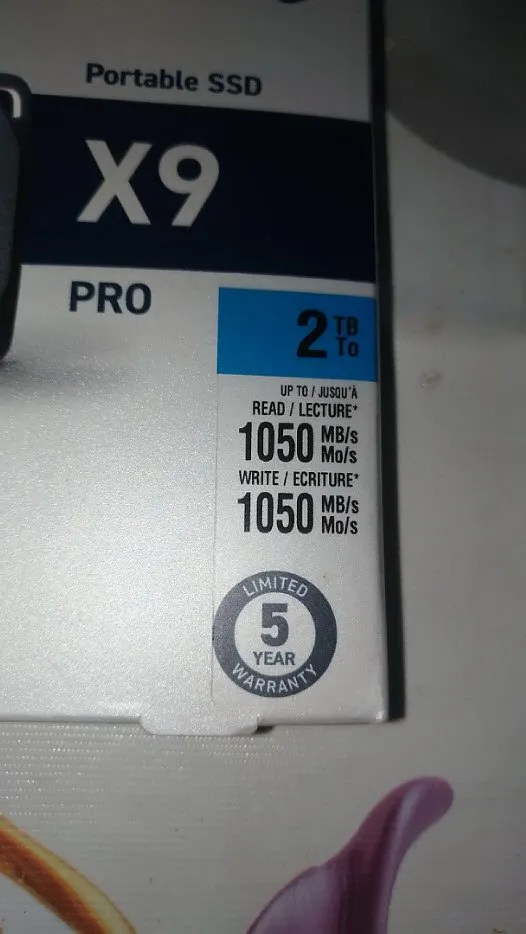 Portable SSD
X9
PRO
2 TB
To
UP TO / JUSQU'À
READ / LECTURE*
1050 MB/s
Mo/s
WRITE / ECRITURE*
1050 MB/s
Mo/s
LIMITED
5
YEAR
WARRANTY